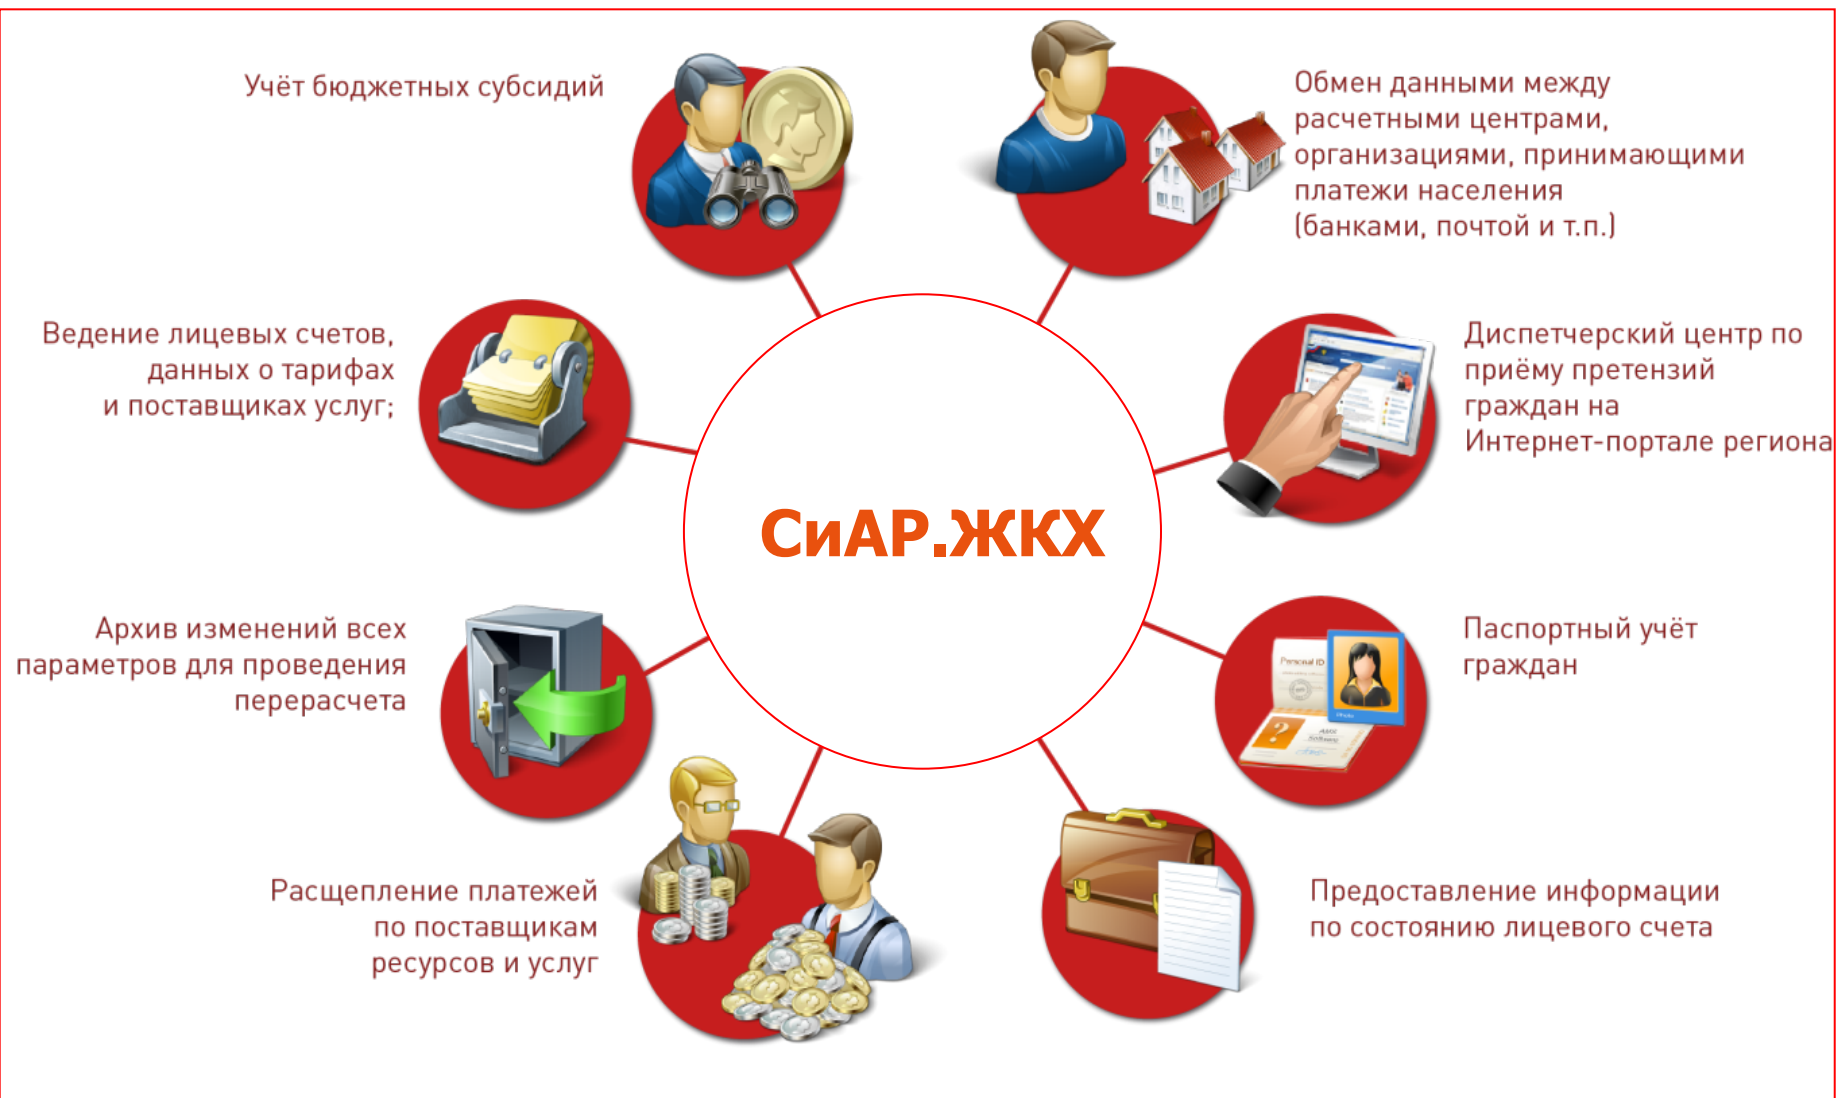 Учёт бюджетных субсидий
Обмен данными между
расчетными центрами,
организациями, принимающими
платежи населения
(банками, почтой и т.п.)
Ведение лицевых счетов,
данных о тарифах
и поставщиках услуг;
Диспетчерский центр по
приёму претензий
граждан на
Интернет-портале региона
СиАР.ЖКХ
Архив изменений всех
параметров для проведения
перерасчета
Паспортный учёт
граждан
Personal ID
Расщепление платежей
по поставщикам
ресурсов и услуг
Предоставление информации
по состоянию лицевого счета